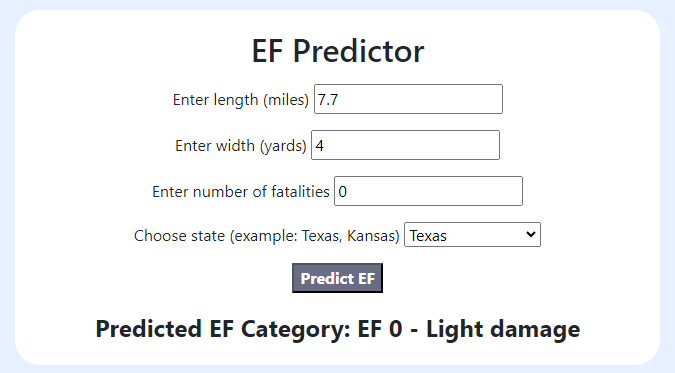 EF Predictor
Enter length (miles) 7.7
Enter width (yards) 4
Enter number of fatalities 0
Choose state (example: Texas, Kansas) Texas
Predict EF
Predicted EF Category: EF 0 - Light damage